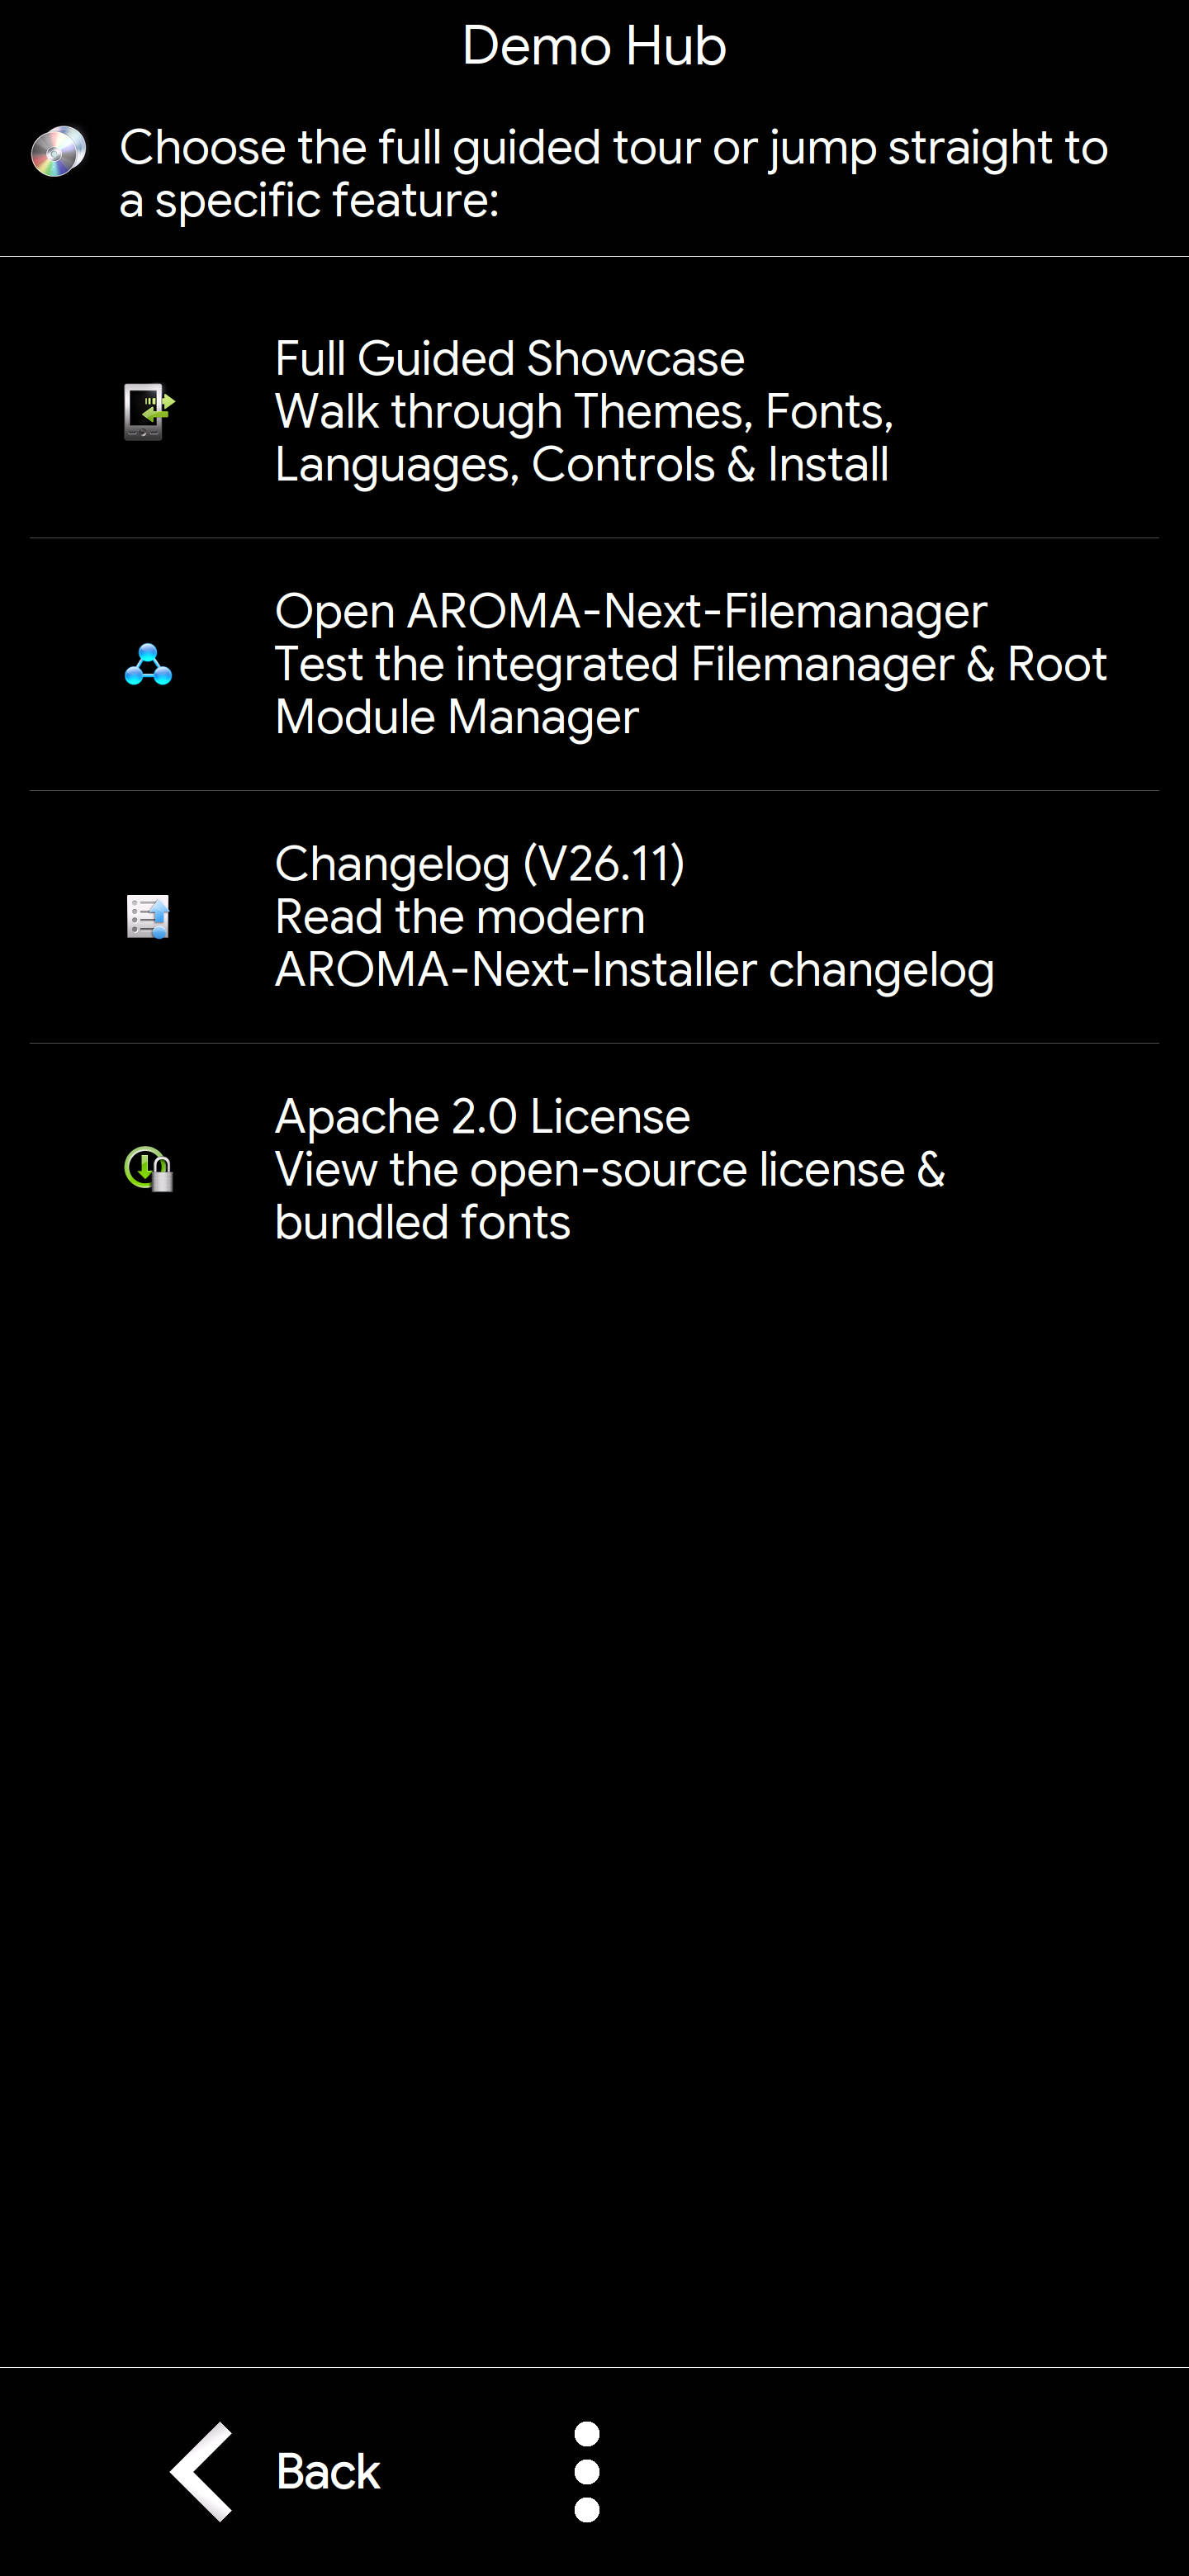 Demo Hub
Choose the full guided tour or jump straight to
a specific feature:
Full Guided Showcase
Walk through Themes, Fonts,
Languages, Controls & Install
Open AROMA-Next-Filemanager
Test the integrated Filemanager & Root
Module Manager
Changelog (V26.11)
Read the modern
AROMA-Next-Installer changelog
Apache 2.0 License
View the open-source license &
bundled fonts
Back